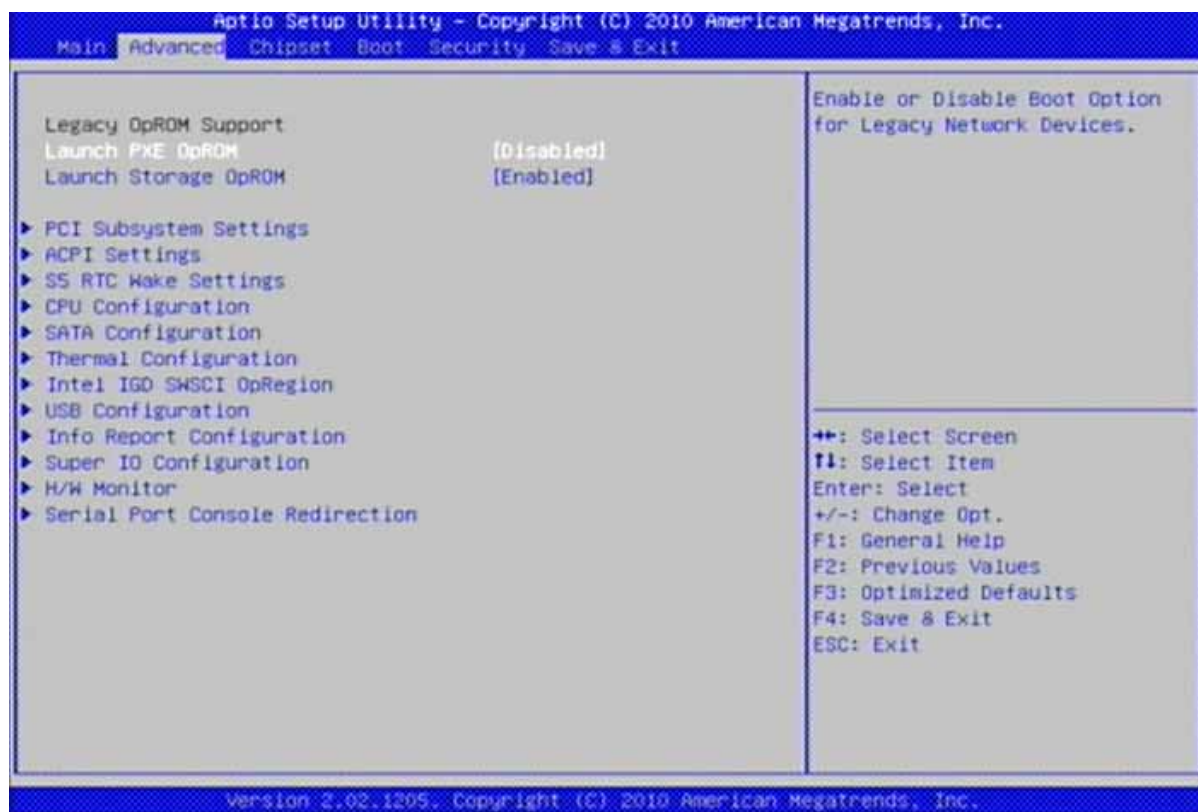 Aptio Setup Utility - Copyright (C) 2010 American Megatrends, Inc.
Main Advanced Chipset Boot Security Save & Exit
Legacy OpROM Support
Launch PXE OpROM [Disabled]
Launch Storage OpROM [Enabled]
▶ PCI Subsystem Settings
▶ ACPI Settings
▶ S5 RTC Wake Settings
▶ CPU Configuration
▶ SATA Configuration
▶ Thermal Configuration
▶ Intel IGD SWSCI OpRegion
▶ USB Configuration
▶ Info Report Configuration
▶ Super IO Configuration
▶ H/W Monitor
▶ Serial Port Console Redirection
Enable or Disable Boot Option
for Legacy Network Devices.
→←: Select Screen
↑↓: Select Item
Enter: Select
+/-: Change Opt.
F1: General Help
F2: Previous Values
F3: Optimized Defaults
F4: Save & Exit
ESC: Exit
Version 2.02.1205. Copyright (C) 2010 American Megatrends, Inc.